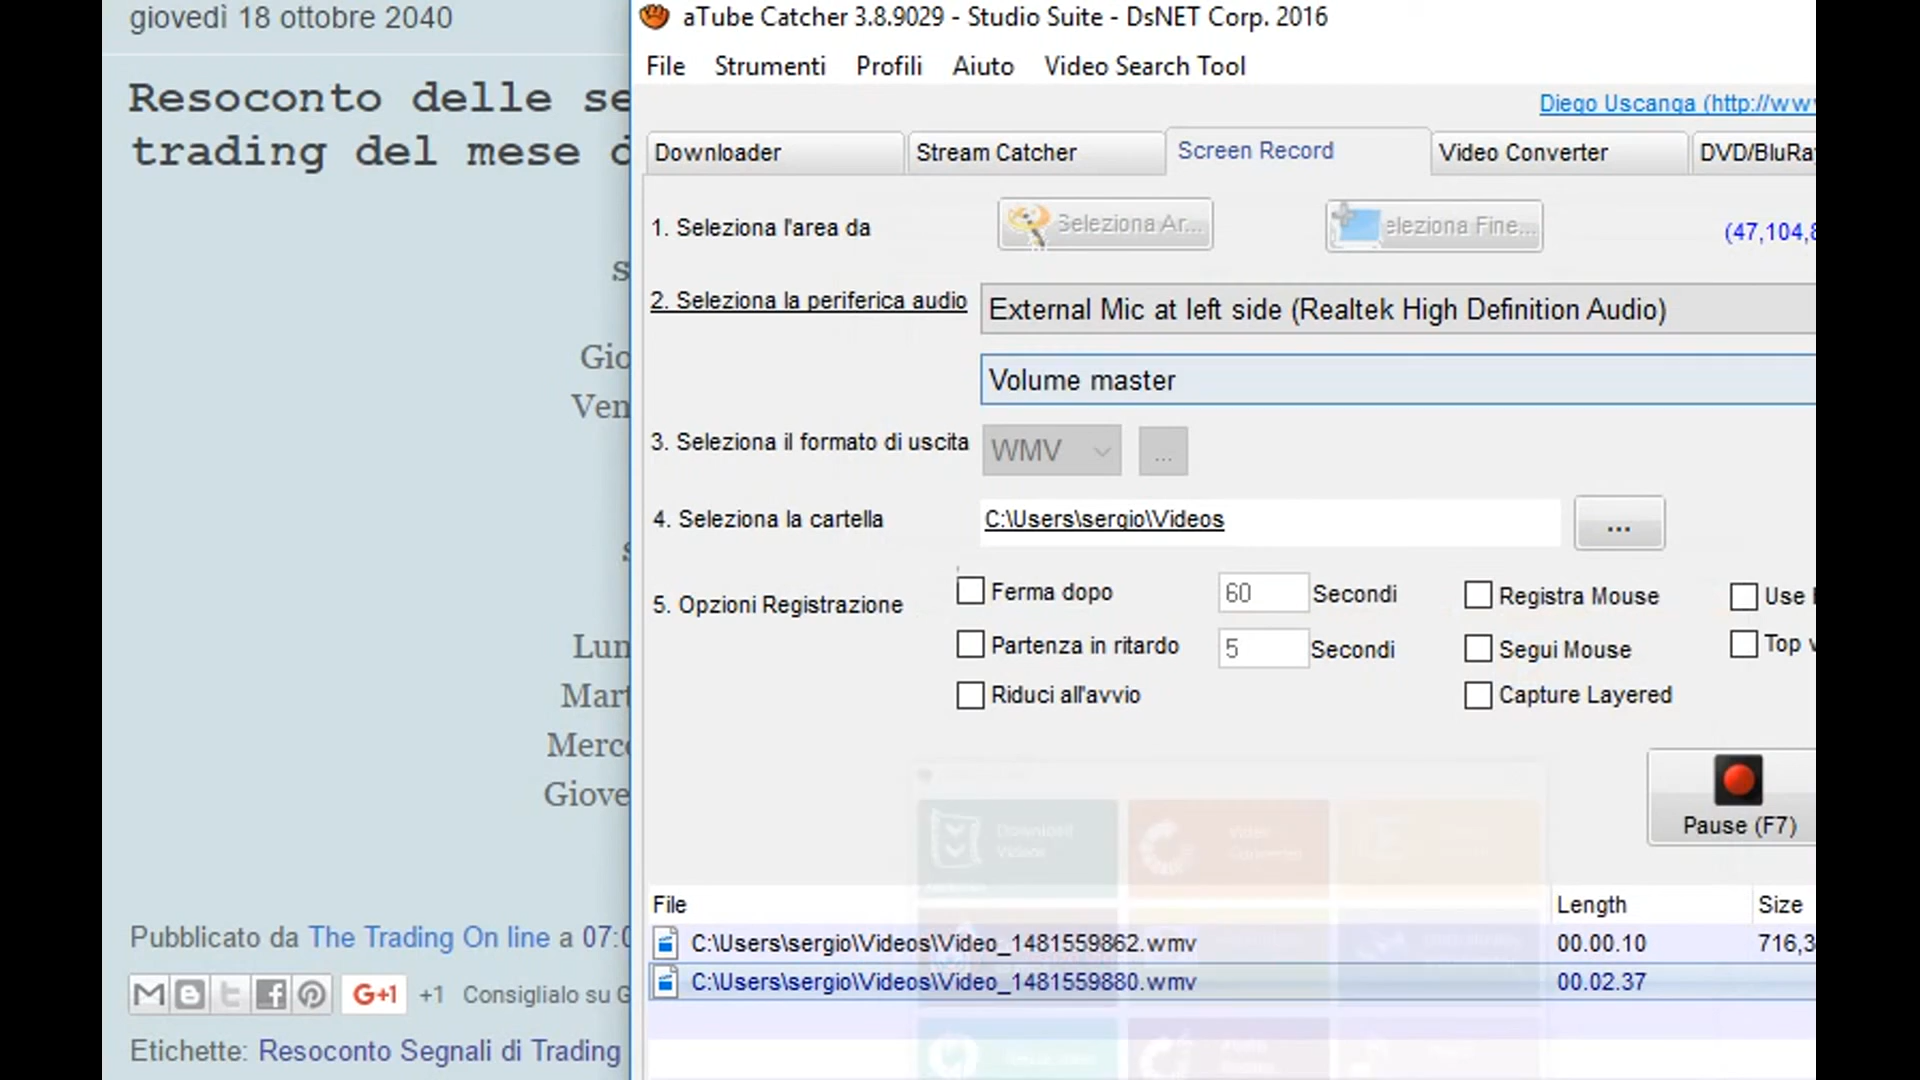 giovedì 18 ottobre 2040
Resoconto delle se
trading del mese d
Gio
Ven
Lun
Mart
Merco
Giove
Pubblicato da The Trading On line a 07:0
G+1 +1 Consiglialo su G
Etichette: Resoconto Segnali di Trading
aTube Catcher 3.8.9029 - Studio Suite - DsNET Corp. 2016
File Strumenti Profili Aiuto Video Search Tool
Diego Uscanga (http://ww
Downloader Stream Catcher Screen Record Video Converter DVD/BluRa
1. Seleziona l'area da Seleziona Ar... eleziona Fine... (47,104,8
2. Seleziona la periferica audio External Mic at left side (Realtek High Definition Audio)
Volume master
3. Seleziona il formato di uscita WMV ...
4. Seleziona la cartella C:\Users\sergio\Videos ...
5. Opzioni Registrazione
Ferma dopo 60 Secondi Registra Mouse Use
Partenza in ritardo 5 Secondi Segui Mouse Top v
Riduci all'avvio Capture Layered
Pause (F7)
Download
Videos
Video
Converter
File Length Size
C:\Users\sergio\Videos\Video_1481559862.wmv 00.00.10 716,3
C:\Users\sergio\Videos\Video_1481559880.wmv 00.02.37